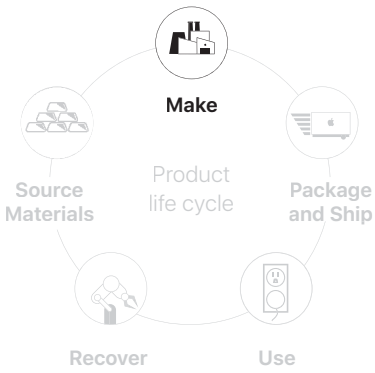 Make
Product
life cycle
Source
Materials
Package
and Ship
Recover
Use